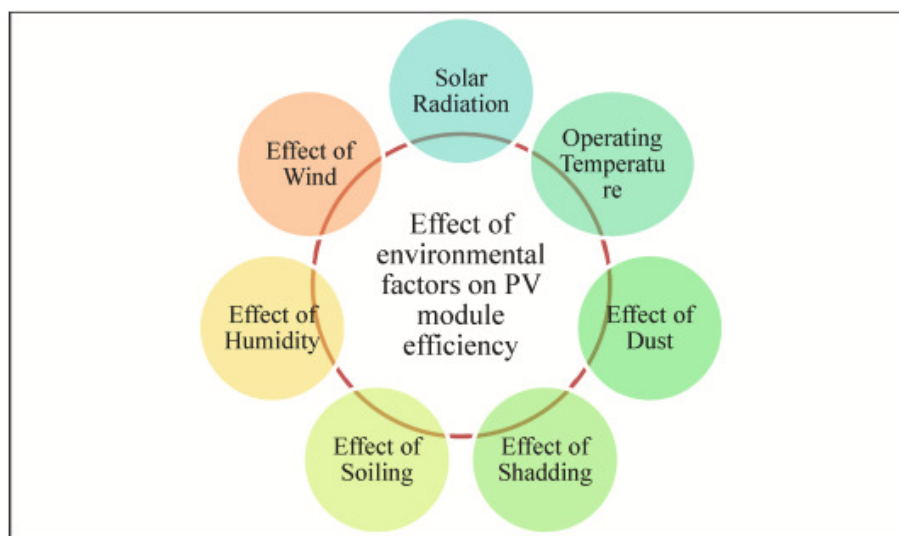 Solar
Radiation
Operating
Temperatu
re
Effect of
Dust
Effect of
Shadding
Effect of
Soiling
Effect of
Humidity
Effect of
Wind
Effect of
environmental
factors on PV
module
efficiency